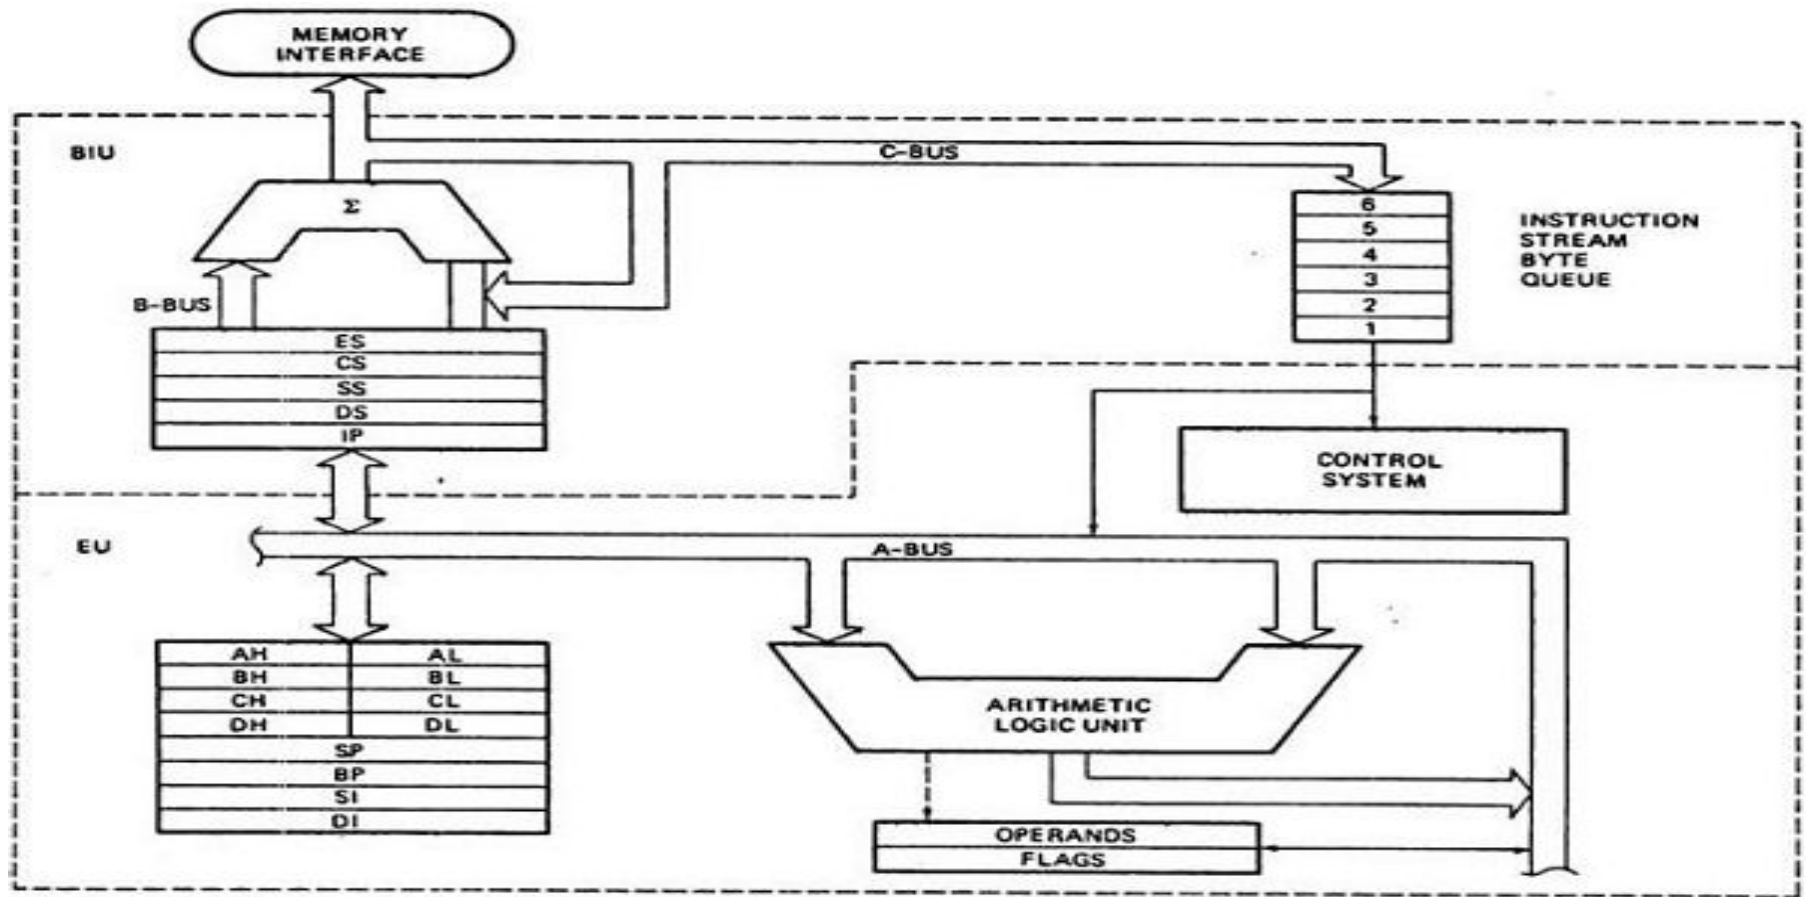 MEMORY
INTERFACE
BIU
C-BUS
Σ
6
5
4
3
2
1
INSTRUCTION
STREAM
BYTE
QUEUE
B-BUS
ES
CS
SS
DS
IP
CONTROL
SYSTEM
EU
A-BUS
AH AL
BH BL
CH CL
DH DL
SP
BP
SI
DI
ARITHMETIC
LOGIC UNIT
OPERANDS
FLAGS